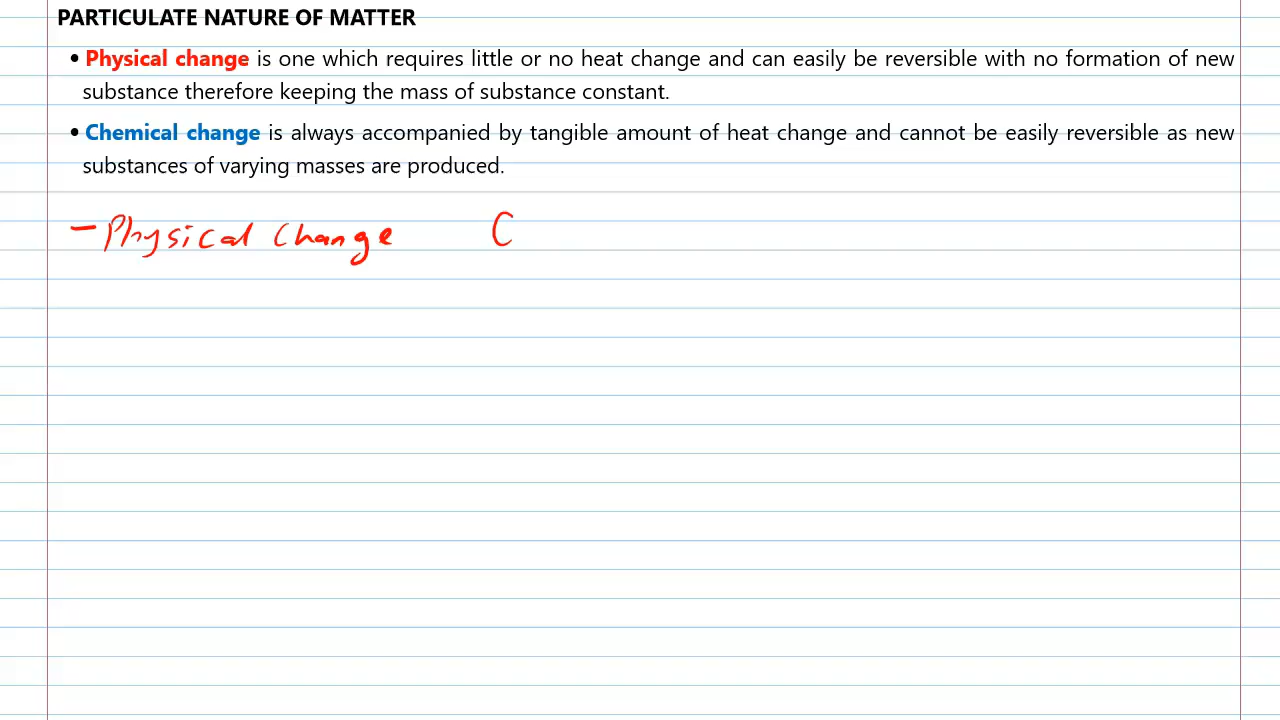 PARTICULATE NATURE OF MATTER
• Physical change is one which requires little or no heat change and can easily be reversible with no formation of new
substance therefore keeping the mass of substance constant.
• Chemical change is always accompanied by tangible amount of heat change and cannot be easily reversible as new
substances of varying masses are produced.
- Physical change C